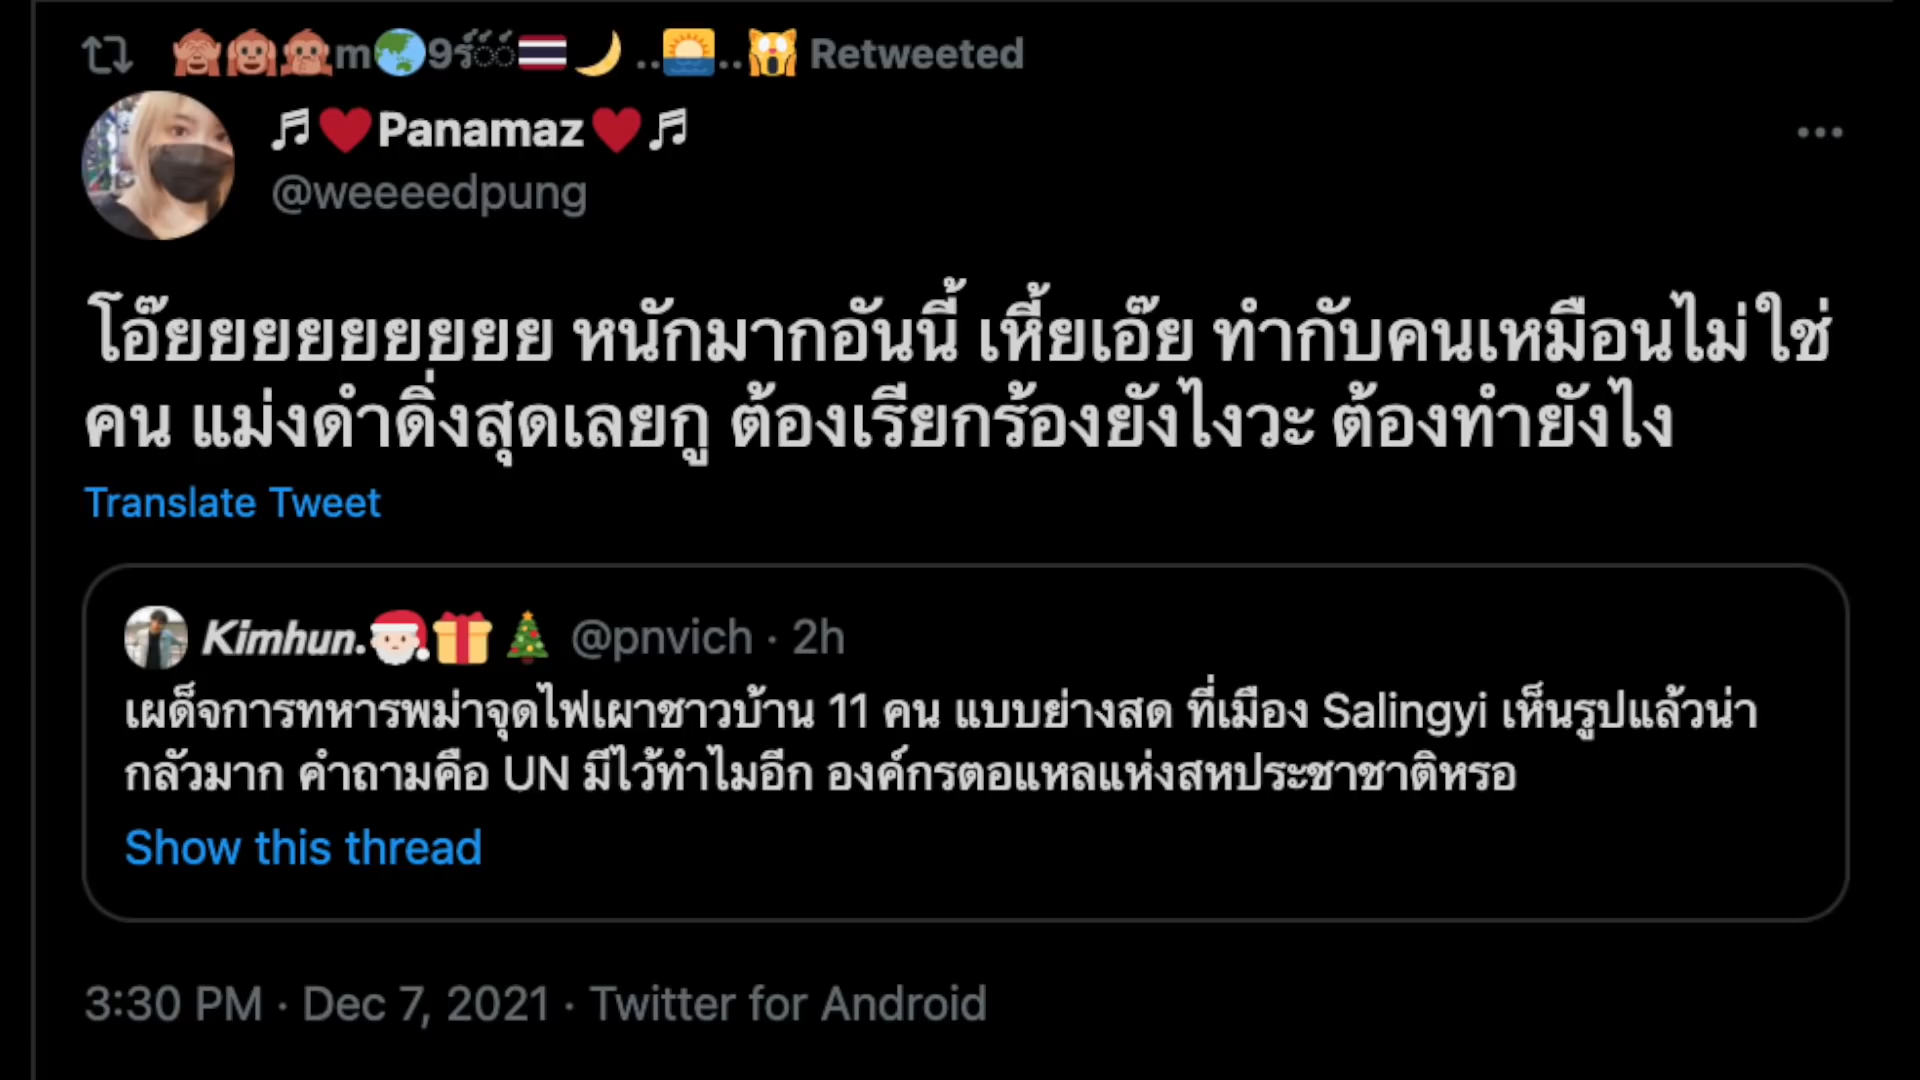 🙈🙉🙊m🌏9ร์์์🇹🇭🌙..🌅..🙀 Retweeted
♫❤️Panamaz❤️♫
@weeeedpung
โอ๊ยยยยยยยยย หนักมากอันนี้ เหี้ยเอ๊ย ทำกับคนเหมือนไม่ใช่
คน แม่งดำดิ่งสุดเลยกู ต้องเรียกร้องยังไงวะ ต้องทำยังไง
Translate Tweet
Kimhun.🎅🎁🎄 @pnvich · 2h
เผด็จการทหารพม่าจุดไฟเผาชาวบ้าน 11 คน แบบย่างสด ที่เมือง Salingyi เห็นรูปแล้วน่า
กลัวมาก คำถามคือ UN มีไว้ทำไมอีก องค์กรตอแหลแห่งสหประชาชาติหรอ
Show this thread
3:30 PM · Dec 7, 2021 · Twitter for Android